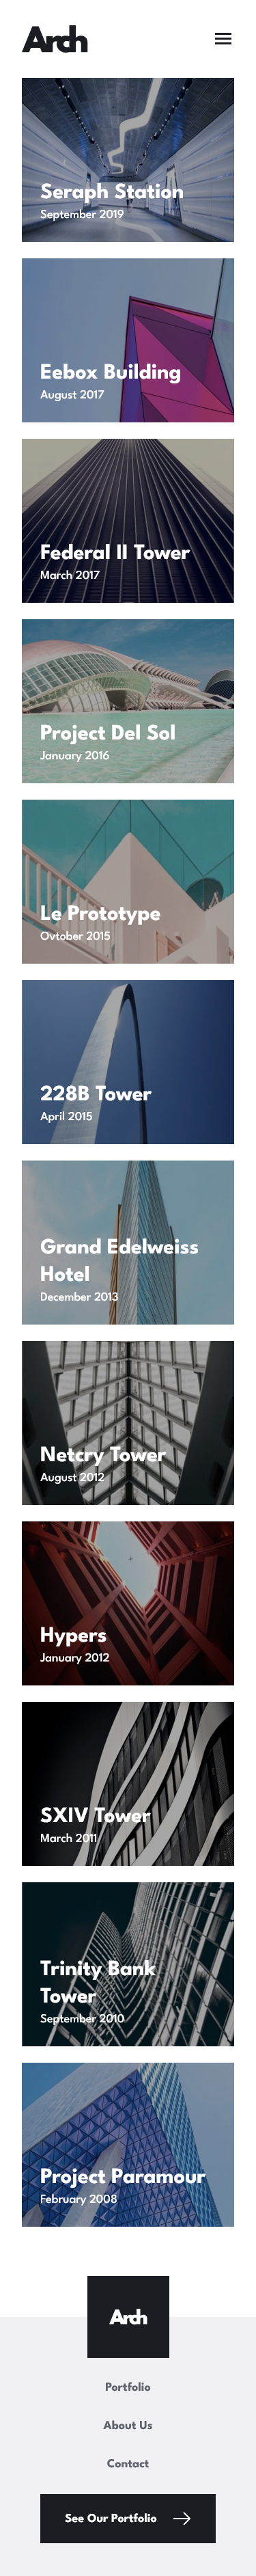 Arch
Seraph Station
September 2019
Eebox Building
August 2017
Federal II Tower
March 2017
Project Del Sol
January 2016
Le Prototype
Ovtober 2015
228B Tower
April 2015
Grand Edelweiss
Hotel
December 2013
Netcry Tower
August 2012
Hypers
January 2012
SXIV Tower
March 2011
Trinity Bank
Tower
September 2010
Project Paramour
February 2008
Arch
Portfolio
About Us
Contact
See Our Portfolio